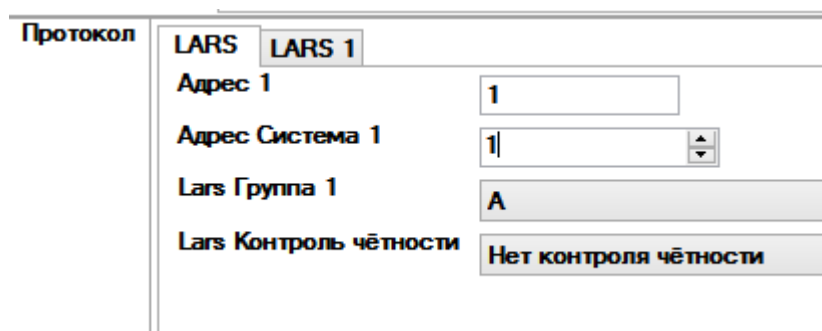 Протокол
LARS LARS 1
Адрес 1 1
Адрес Система 1 1
Lars Группа 1 A
Lars Контроль чётности Нет контроля чётности